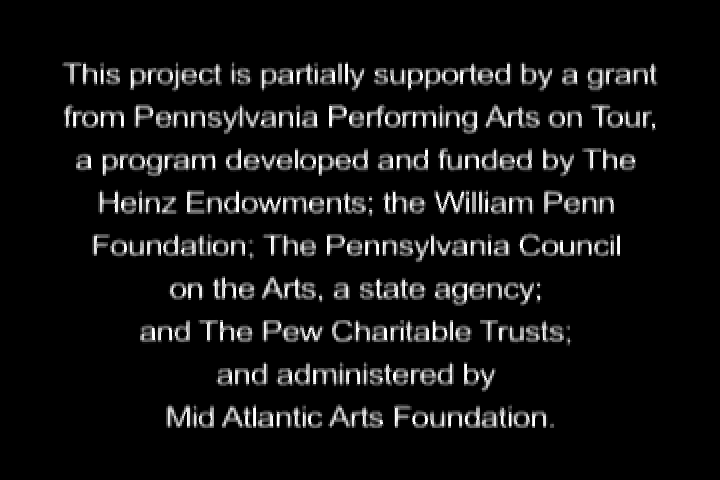 This project is partially supported by a grant
from Pennsylvania Performing Arts on Tour,
a program developed and funded by The
Heinz Endowments; the William Penn
Foundation; The Pennsylvania Council
on the Arts, a state agency;
and The Pew Charitable Trusts;
and administered by
Mid Atlantic Arts Foundation.